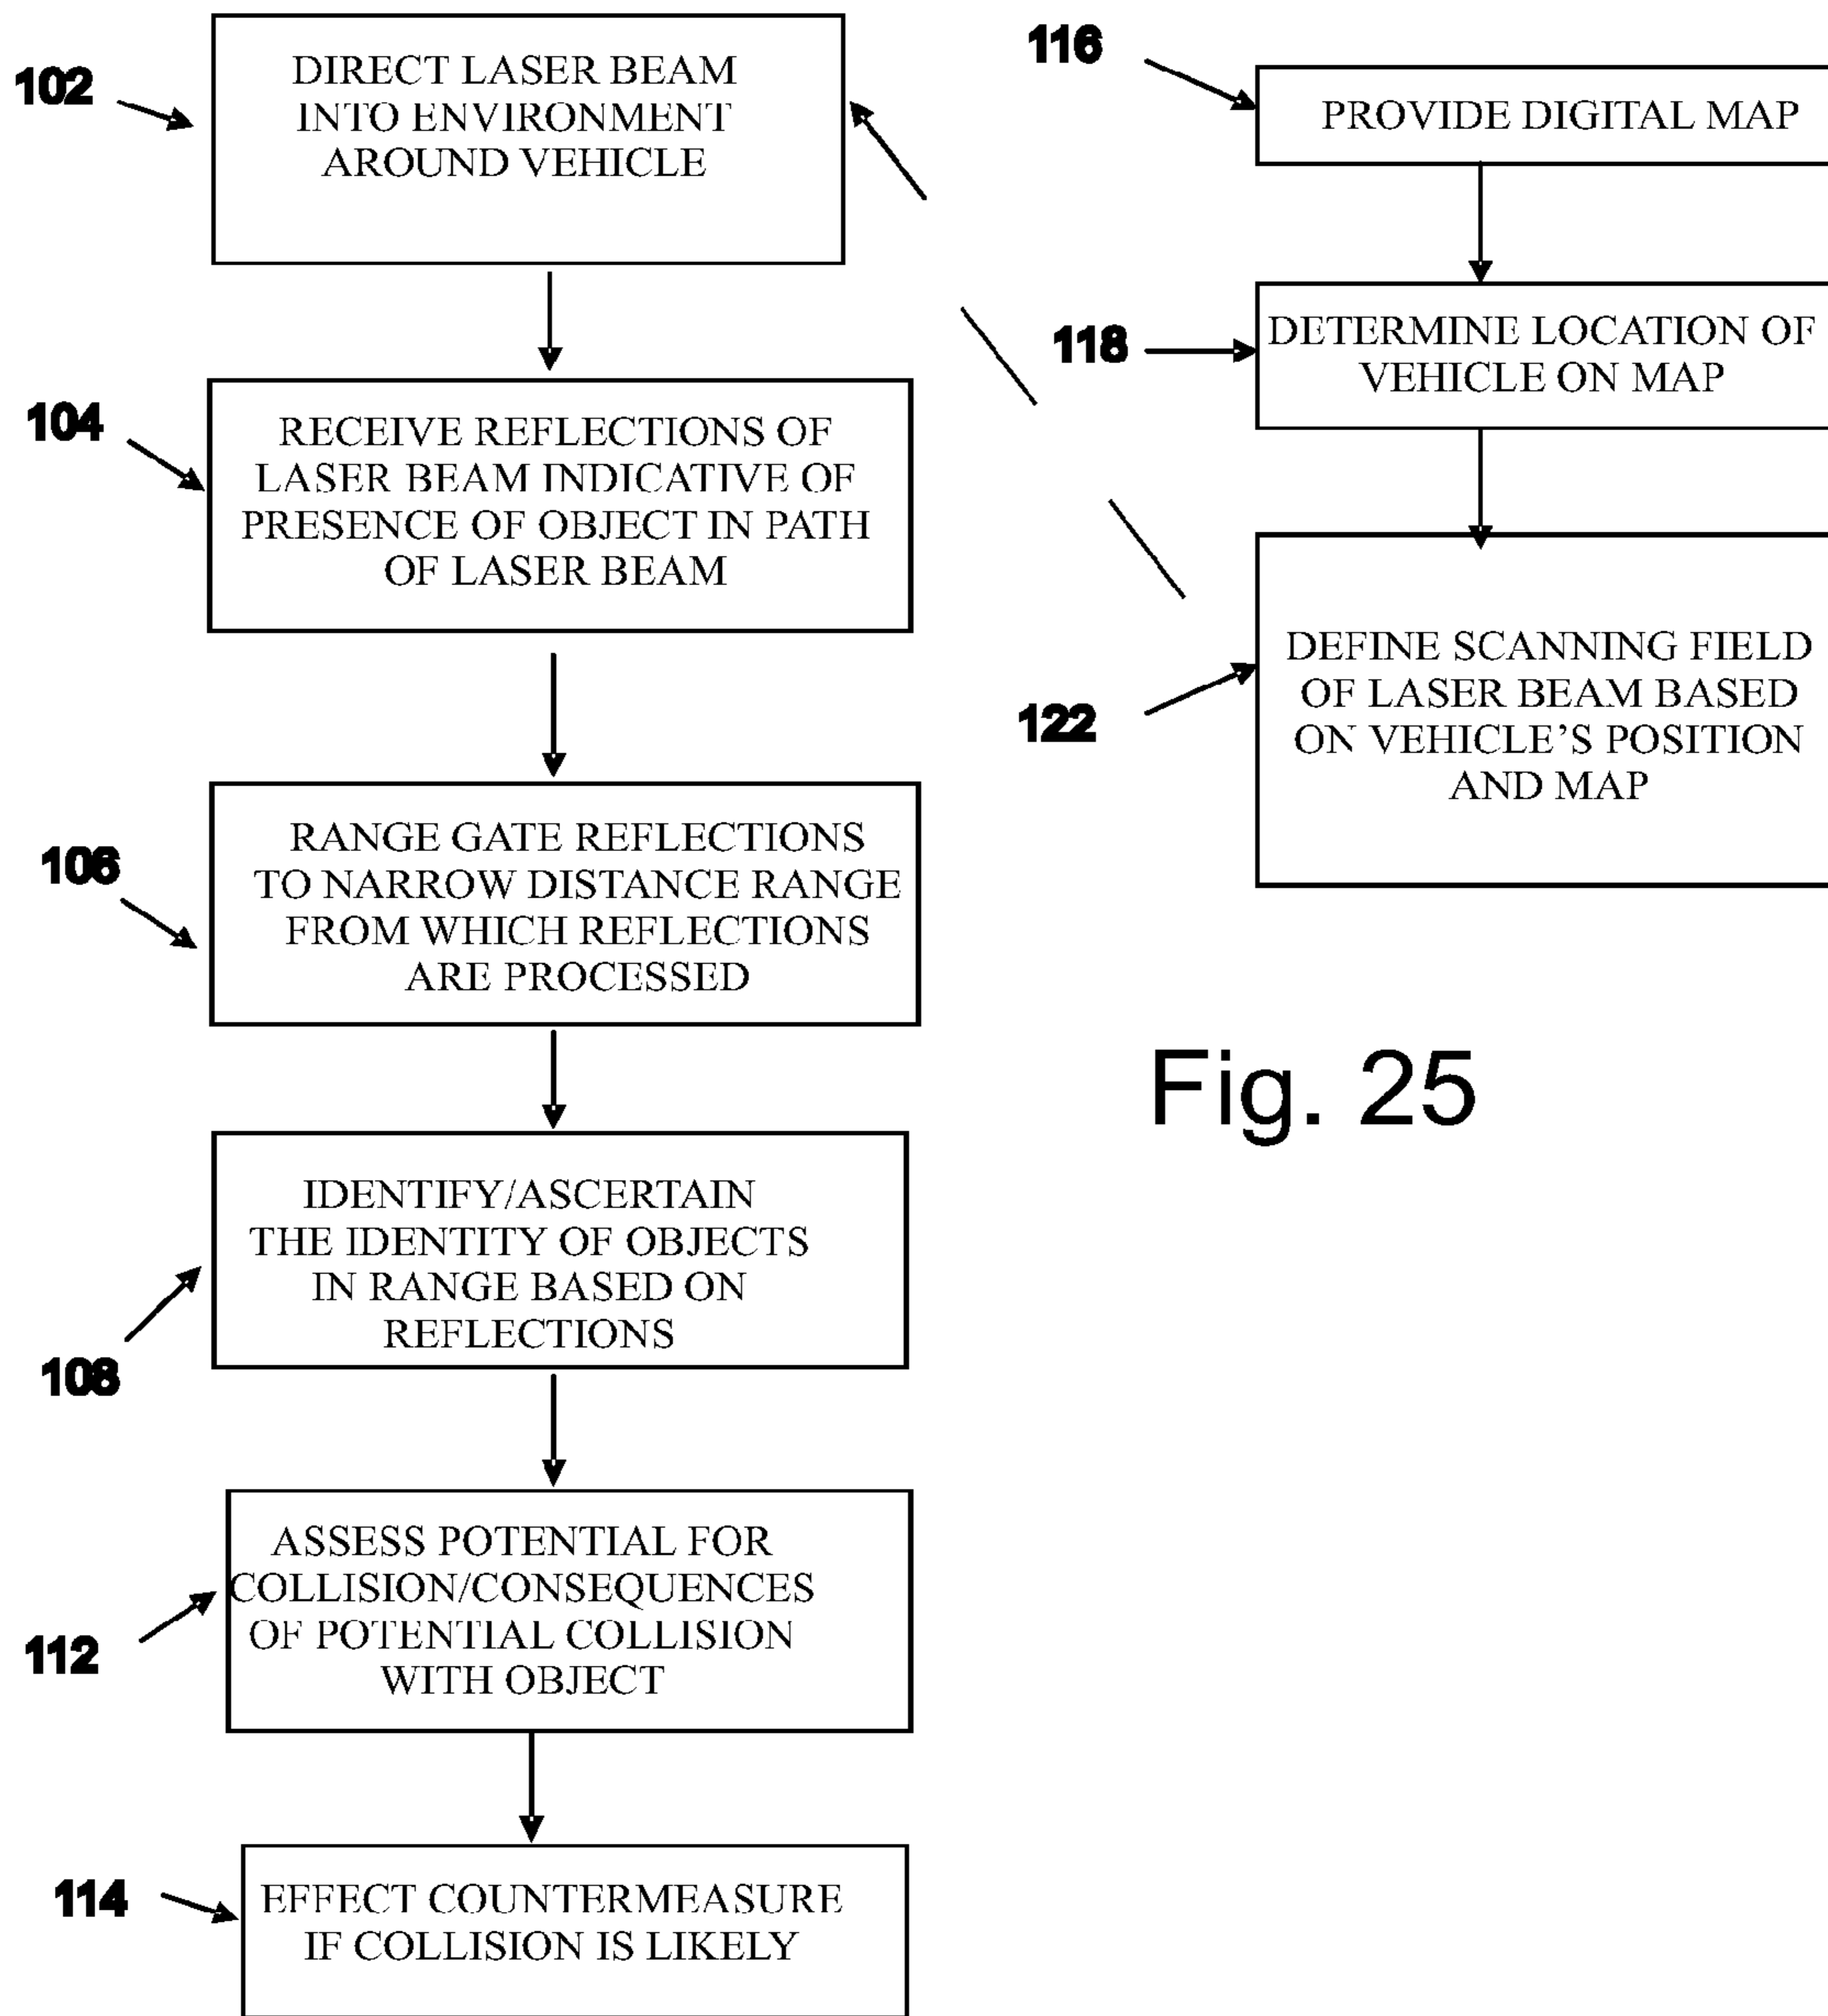 102
DIRECT LASER BEAM
INTO ENVIRONMENT
AROUND VEHICLE
104
RECEIVE REFLECTIONS OF
LASER BEAM INDICATIVE OF
PRESENCE OF OBJECT IN PATH
OF LASER BEAM
106
RANGE GATE REFLECTIONS
TO NARROW DISTANCE RANGE
FROM WHICH REFLECTIONS
ARE PROCESSED
108
IDENTIFY/ASCERTAIN
THE IDENTITY OF OBJECTS
IN RANGE BASED ON
REFLECTIONS
112
ASSESS POTENTIAL FOR
COLLISION/CONSEQUENCES
OF POTENTIAL COLLISION
WITH OBJECT
114
EFFECT COUNTERMEASURE
IF COLLISION IS LIKELY
116
PROVIDE DIGITAL MAP
118
DETERMINE LOCATION OF
VEHICLE ON MAP
122
DEFINE SCANNING FIELD
OF LASER BEAM BASED
ON VEHICLE’S POSITION
AND MAP
Fig. 25